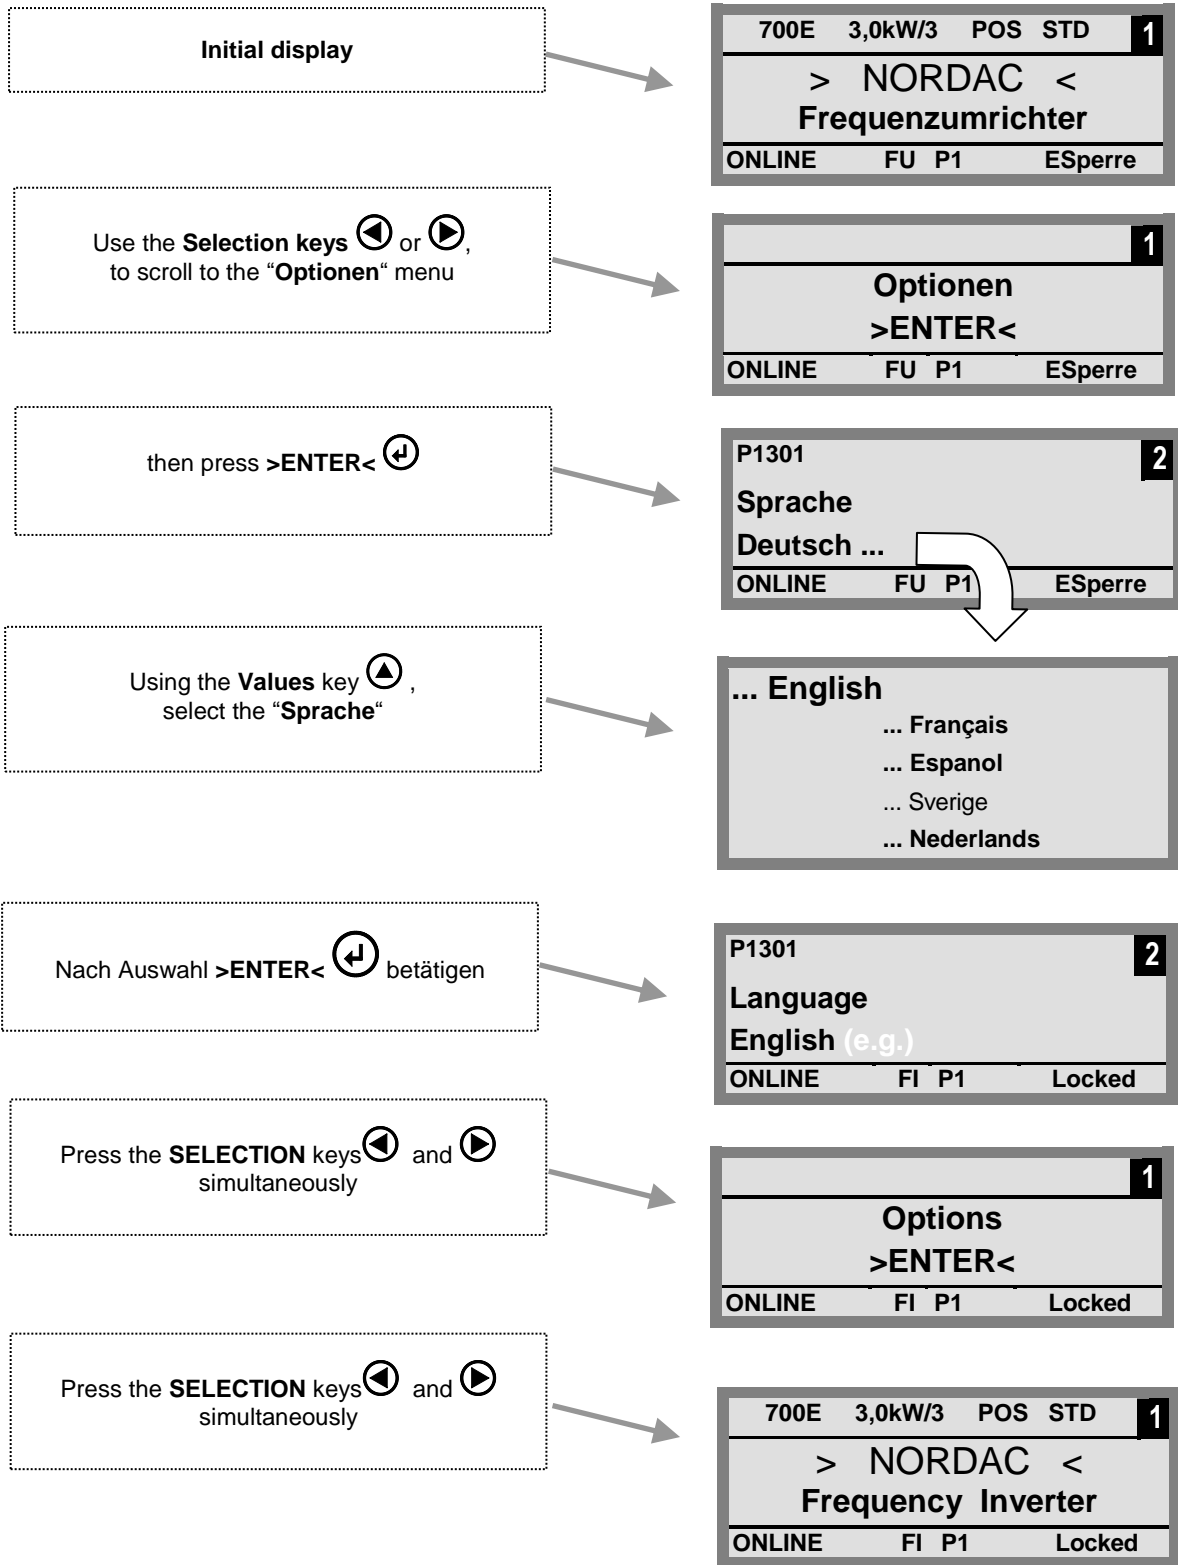 Initial display
700E 3,0kW/3 POS STD 1
> NORDAC <
Frequenzumrichter
ONLINE FU P1 ESperre
Use the Selection keys or ,
to scroll to the “Optionen“ menu
1
Optionen
>ENTER<
ONLINE FU P1 ESperre
then press >ENTER<
P1301 2
Sprache
Deutsch ...
ONLINE FU P1 ESperre
Using the Values key ,
select the “Sprache“
... English
... Français
... Espanol
... Sverige
... Nederlands
Nach Auswahl >ENTER< betätigen
P1301 2
Language
English (e.g.)
ONLINE FI P1 Locked
Press the SELECTION keys and
simultaneously
1
Options
>ENTER<
ONLINE FI P1 Locked
Press the SELECTION keys and
simultaneously
700E 3,0kW/3 POS STD 1
> NORDAC <
Frequency Inverter
ONLINE FI P1 Locked